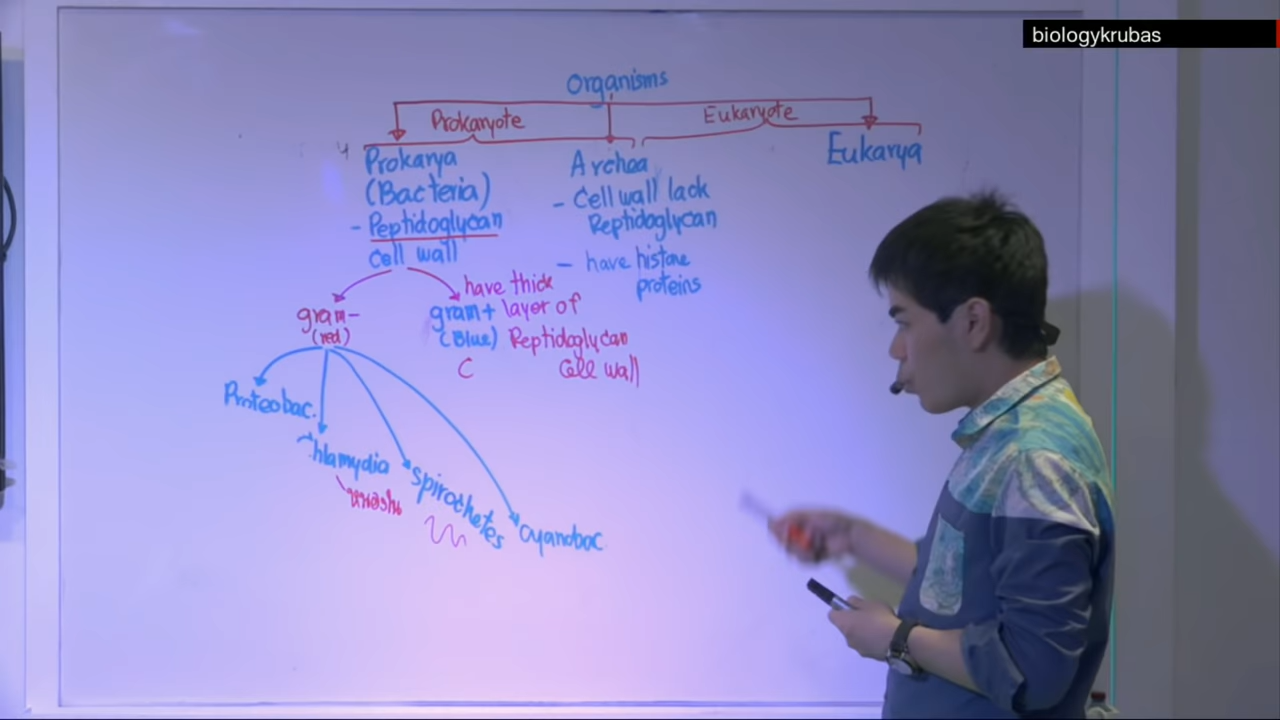 biologykrubas
Organisms
Prokaryote
Eukaryote
Prokarya
(Bacteria)
- Peptidoglycan
Cell wall
Archea
- Cell wall lack
Peptidoglycan
- have histone
proteins
Eukarya
gram-
(red)
gram+
(Blue)
C
have thick
layer of
Peptidoglycan
Cell wall
Proteobac.
chlamydia
spirochetes
cyanobac.